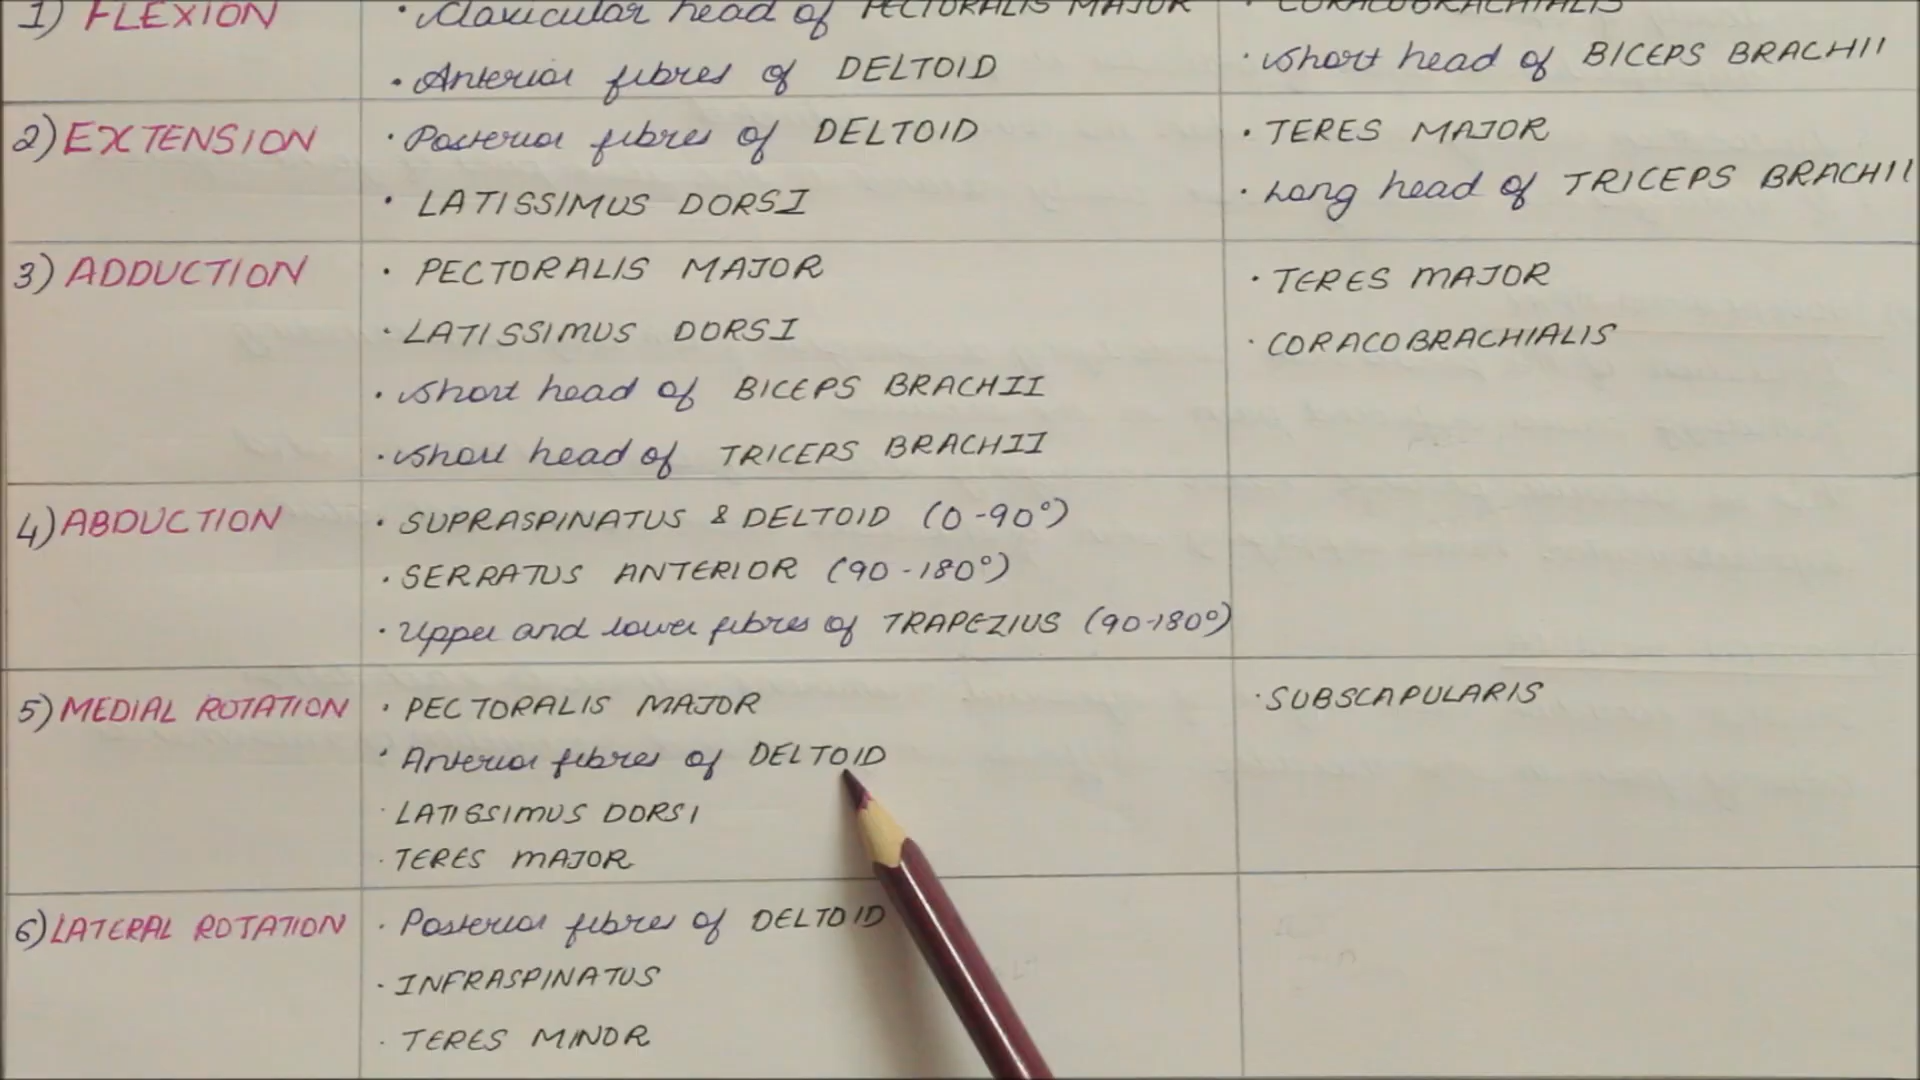 1) FLEXION
• Clavicular head of PECTORALIS MAJOR
• Anterior fibres of DELTOID
• CORACOBRACHIALIS
• Short head of BICEPS BRACHII
2) EXTENSION
• Posterior fibres of DELTOID
• LATISSIMUS DORSI
• TERES MAJOR
• Long head of TRICEPS BRACHII
3) ADDUCTION
• PECTORALIS MAJOR
• LATISSIMUS DORSI
• Short head of BICEPS BRACHII
• Short head of TRICEPS BRACHII
• TERES MAJOR
• CORACOBRACHIALIS
4) ABDUCTION
• SUPRASPINATUS & DELTOID (0-90°)
• SERRATUS ANTERIOR (90-180°)
• Upper and lower fibres of TRAPEZIUS (90-180°)
5) MEDIAL ROTATION
• PECTORALIS MAJOR
• Anterior fibres of DELTOID
• LATISSIMUS DORSI
• TERES MAJOR
• SUBSCAPULARIS
6) LATERAL ROTATION
• Posterior fibres of DELTOID
• INFRASPINATUS
• TERES MINOR